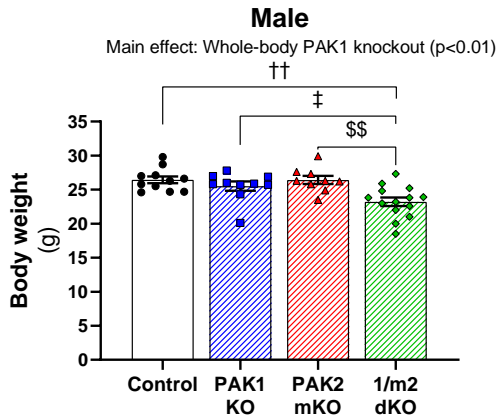 Male
Main effect: Whole-body PAK1 knockout (p<0.01)
††
‡
$$
35
30
25
20
15
10
5
0
Body weight
(g)
Control
PAK1
KO
PAK2
mKO
1/m2
dKO